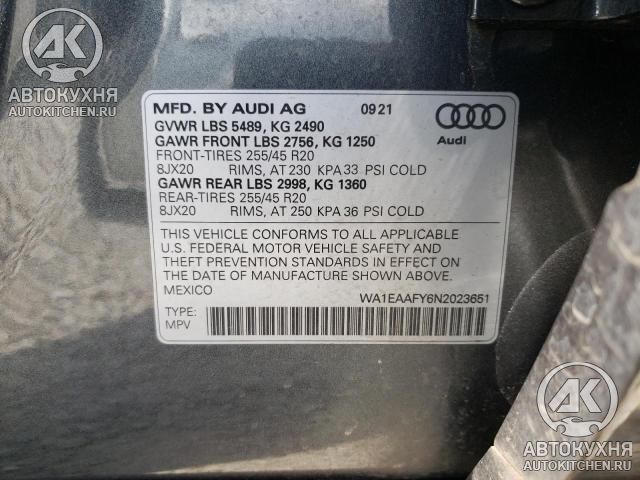 АК
АВТОКУХНЯ
AUTOKITCHEN.RU
MFD. BY AUDI AG 0921
GVWR LBS 5489, KG 2490
GAWR FRONT LBS 2756, KG 1250
FRONT-TIRES 255/45 R20
8JX20 RIMS, AT 230 KPA 33 PSI COLD
GAWR REAR LBS 2998, KG 1360
REAR-TIRES 255/45 R20
8JX20 RIMS, AT 250 KPA 36 PSI COLD
Audi
THIS VEHICLE CONFORMS TO ALL APPLICABLE
U.S. FEDERAL MOTOR VEHICLE SAFETY AND
THEFT PREVENTION STANDARDS IN EFFECT ON
THE DATE OF MANUFACTURE SHOWN ABOVE.
MEXICO WA1EAAFY6N2023651
TYPE:
MPV
АК
АВТОКУХНЯ
AUTOKITCHEN.RU